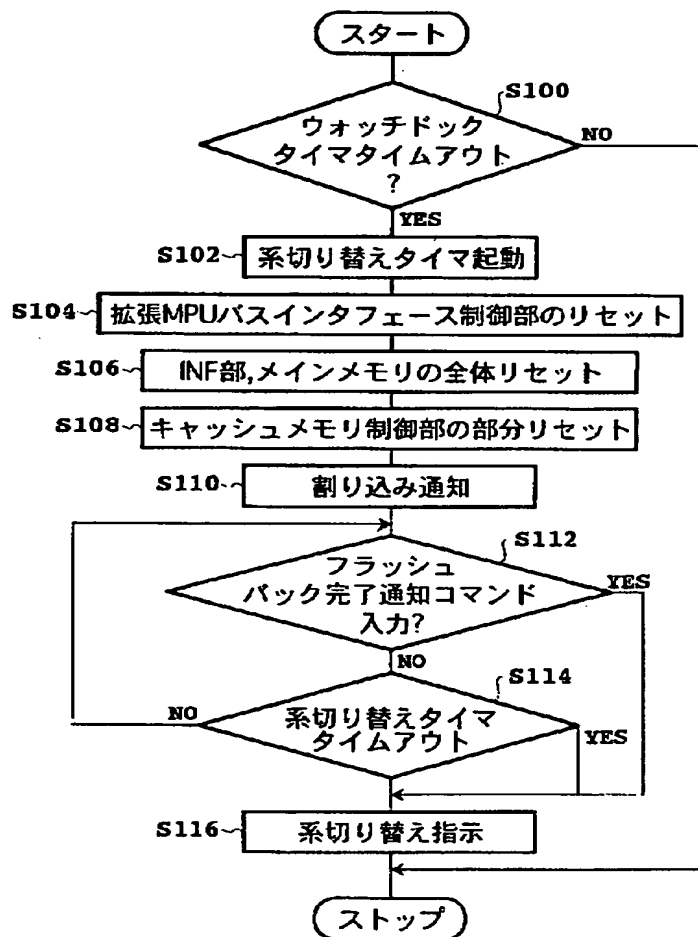 スタート
S100
ウォッチドック
タイマタイムアウト
?
NO
YES
S102
系切り替えタイマ起動
S104
拡張MPUバスインタフェース制御部のリセット
S106
INF部,メインメモリの全体リセット
S108
キャッシュメモリ制御部の部分リセット
S110
割り込み通知
S112
フラッシュ
バック完了通知コマンド
入力?
YES
NO
S114
系切り替えタイマ
タイムアウト
NO
YES
S116
系切り替え指示
ストップ